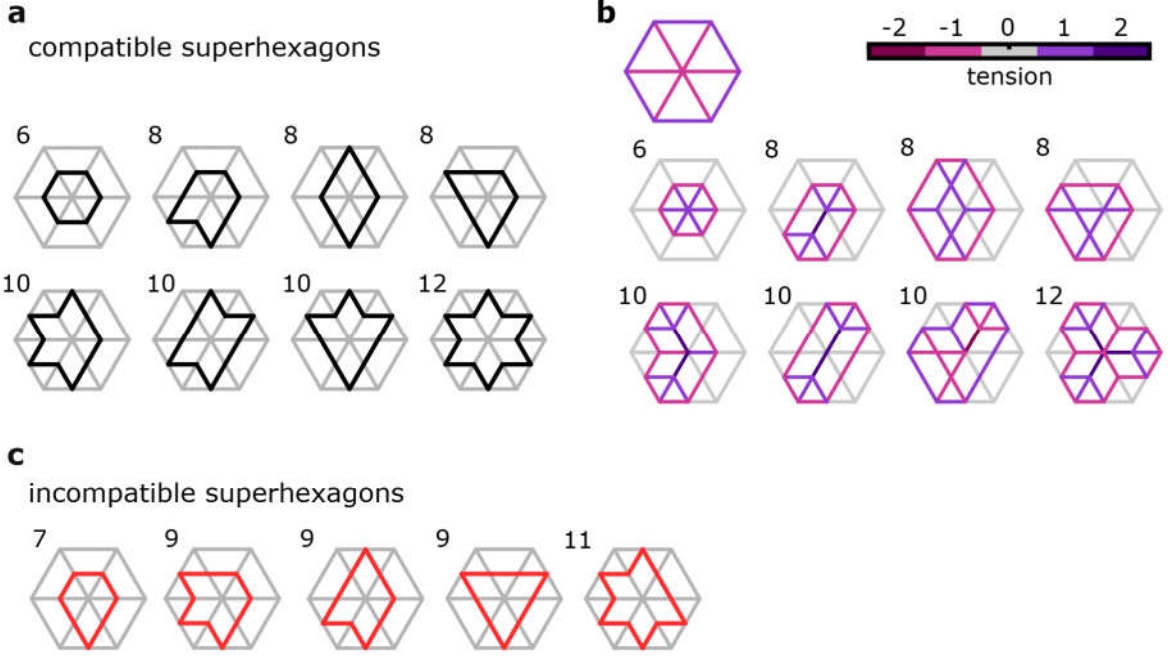 a
compatible superhexagons
6 8 8 8
10 10 10 12
b
-2 -1 0 1 2
tension
6 8 8 8
10 10 10 12
c
incompatible superhexagons
7 9 9 9 11